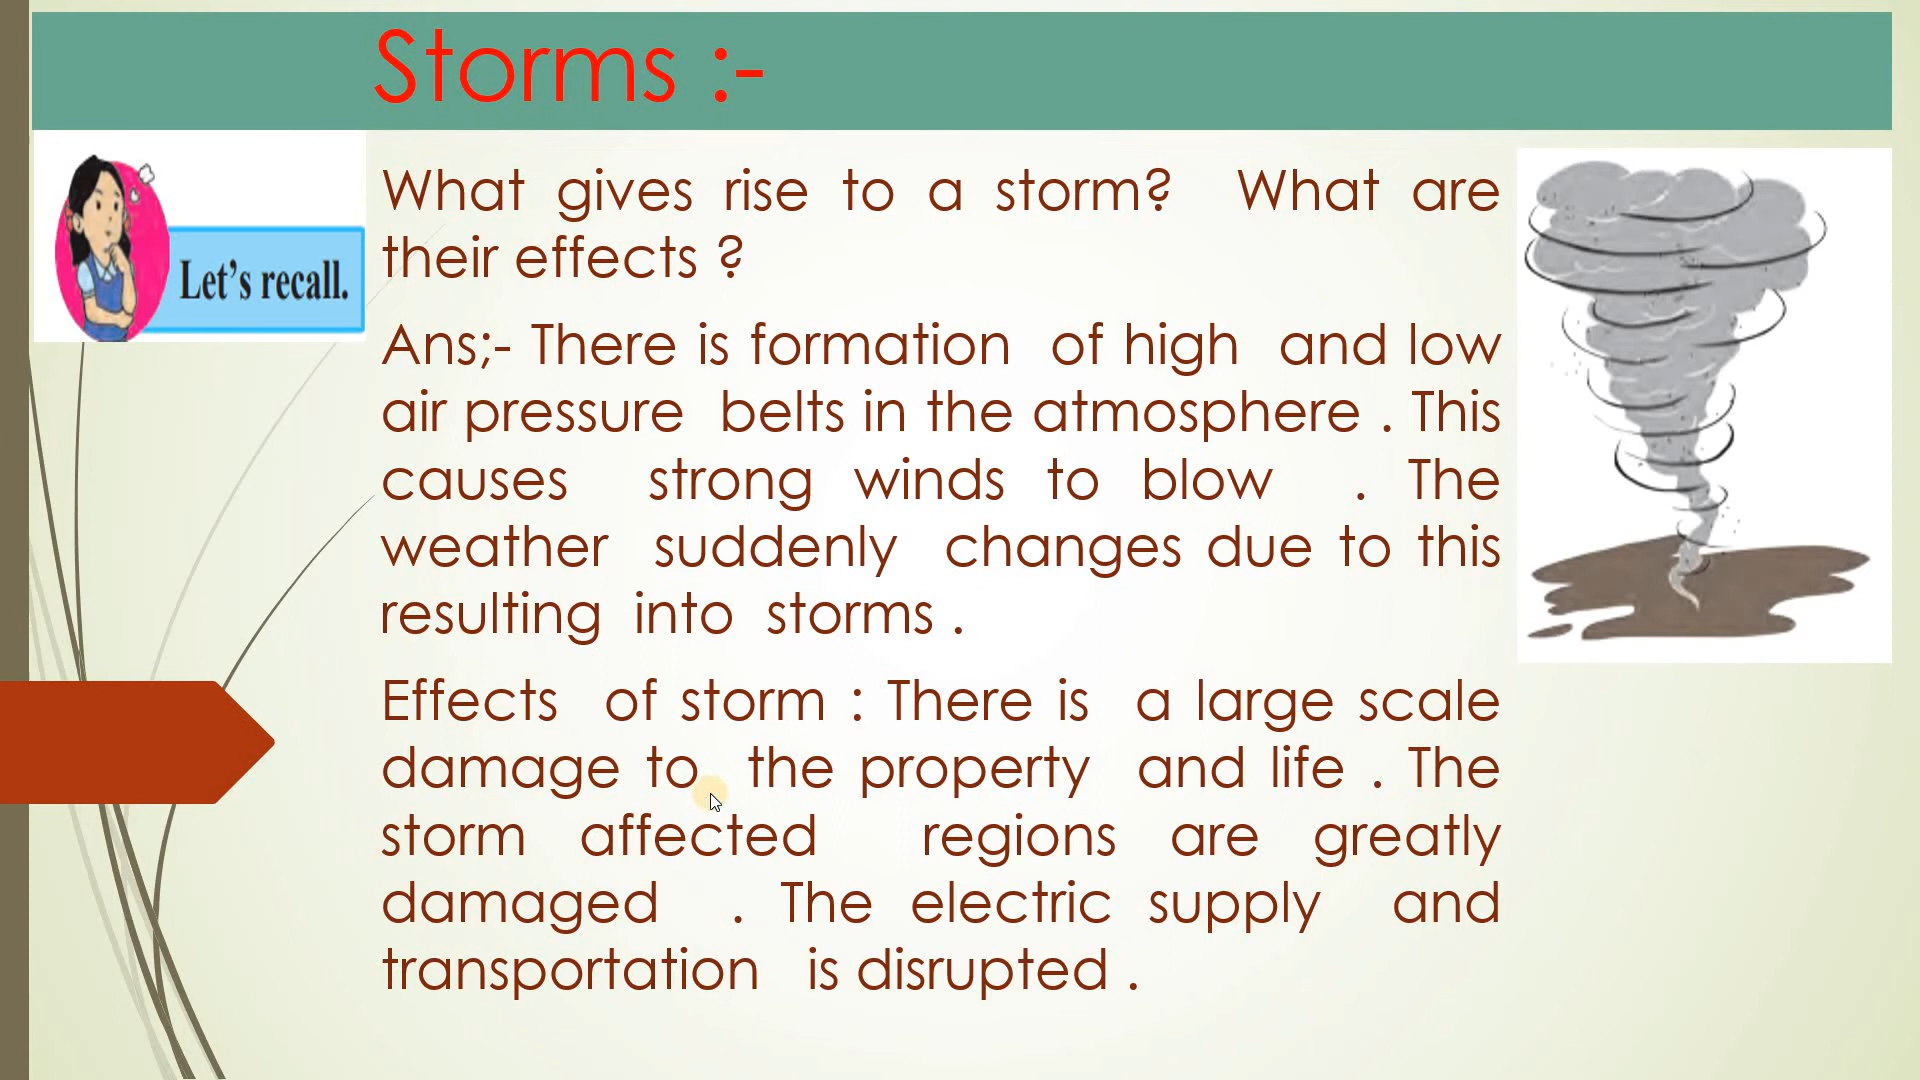 Storms :-
Let's recall.
What gives rise to a storm? What are
their effects ?
Ans;- There is formation of high and low
air pressure belts in the atmosphere . This
causes strong winds to blow . The
weather suddenly changes due to this
resulting into storms .
Effects of storm : There is a large scale
damage to the property and life . The
storm affected regions are greatly
damaged . The electric supply and
transportation is disrupted .